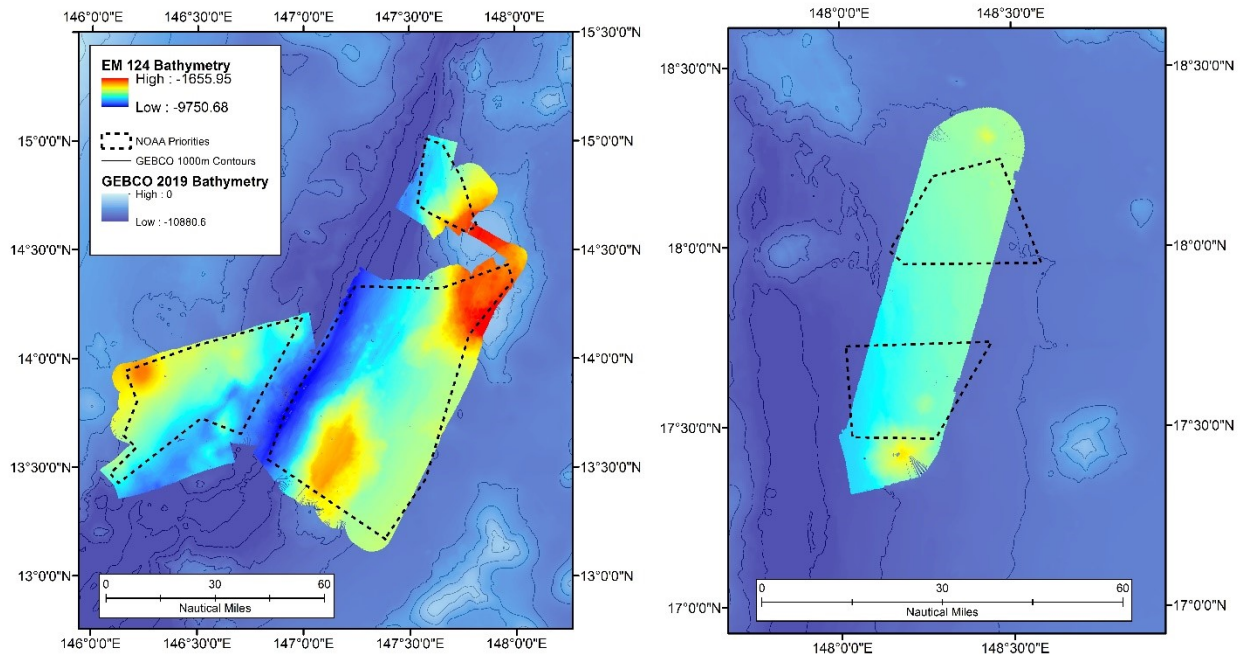 146°0'0"E 146°30'0"E 147°0'0"E 147°30'0"E 148°0'0"E
15°30'0"N
15°0'0"N 15°0'0"N
14°30'0"N 14°30'0"N
14°0'0"N 14°0'0"N
13°30'0"N 13°30'0"N
13°0'0"N 13°0'0"N
EM 124 Bathymetry
High : -1655.95
Low : -9750.68
NOAA Priorities
GEBCO 1000m Contours
GEBCO 2019 Bathymetry
High : 0
Low : -10880.6
0 30 60
Nautical Miles
146°0'0"E 146°30'0"E 147°0'0"E 147°30'0"E 148°0'0"E
148°0'0"E 148°30'0"E
18°30'0"N 18°30'0"N
18°0'0"N 18°0'0"N
17°30'0"N 17°30'0"N
17°0'0"N 17°0'0"N
0 30 60
Nautical Miles
148°0'0"E 148°30'0"E